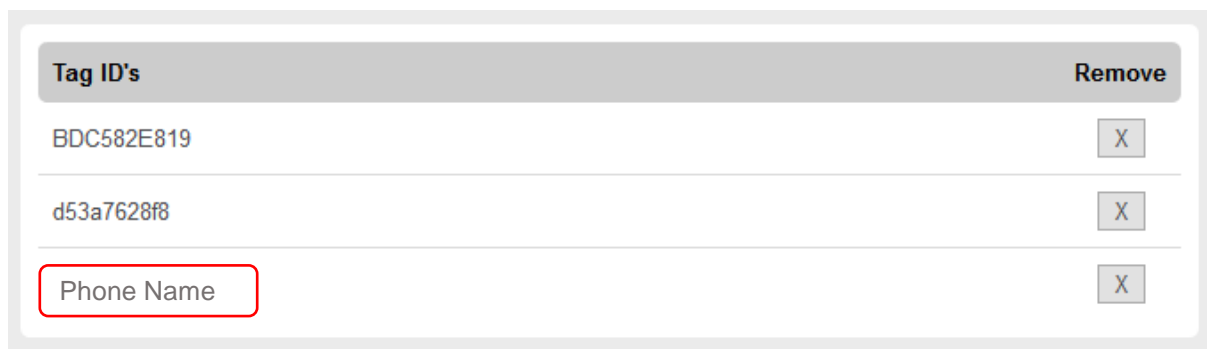 Tag ID's Remove
BDC582E819 X
d53a7628f8 X
Phone Name X